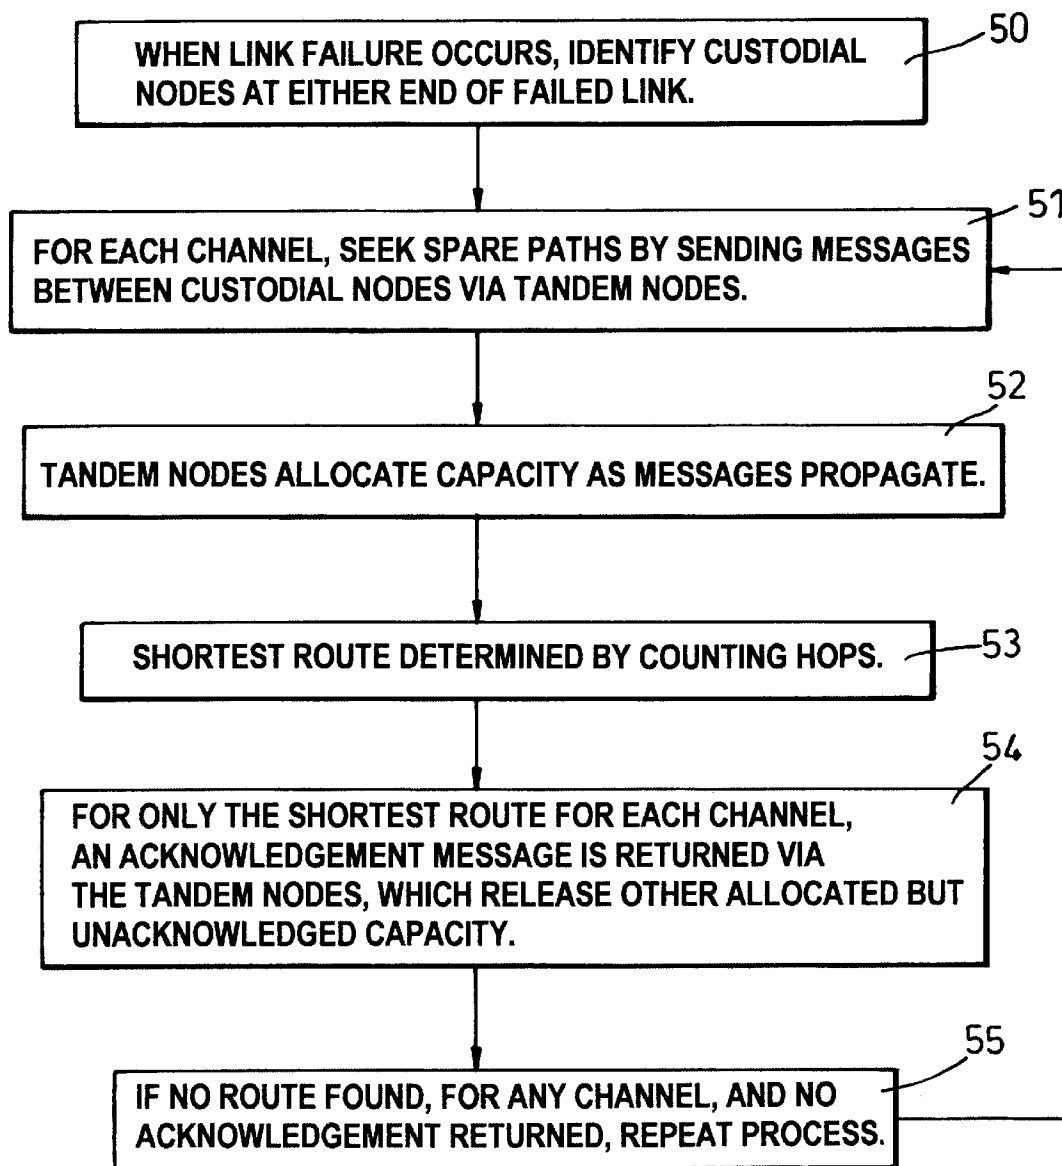 50
WHEN LINK FAILURE OCCURS, IDENTIFY CUSTODIAL
NODES AT EITHER END OF FAILED LINK.
51
FOR EACH CHANNEL, SEEK SPARE PATHS BY SENDING MESSAGES
BETWEEN CUSTODIAL NODES VIA TANDEM NODES.
52
TANDEM NODES ALLOCATE CAPACITY AS MESSAGES PROPAGATE.
SHORTEST ROUTE DETERMINED BY COUNTING HOPS.
53
54
FOR ONLY THE SHORTEST ROUTE FOR EACH CHANNEL,
AN ACKNOWLEDGEMENT MESSAGE IS RETURNED VIA
THE TANDEM NODES, WHICH RELEASE OTHER ALLOCATED BUT
UNACKNOWLEDGED CAPACITY.
55
IF NO ROUTE FOUND, FOR ANY CHANNEL, AND NO
ACKNOWLEDGEMENT RETURNED, REPEAT PROCESS.